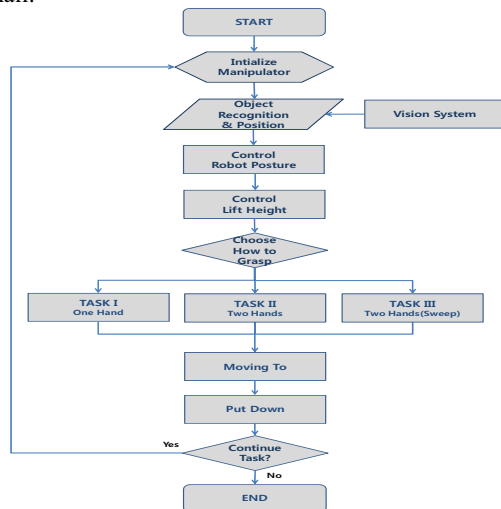 START
Intialize
Manipulator
Object
Recognition
& Position
Vision System
Control
Robot Posture
Control
Lift Height
Choose
How to
Grasp
TASK I
One Hand
TASK II
Two Hands
TASK III
Two Hands(Sweep)
Moving To
Put Down
Yes
Continue
Task?
No
END